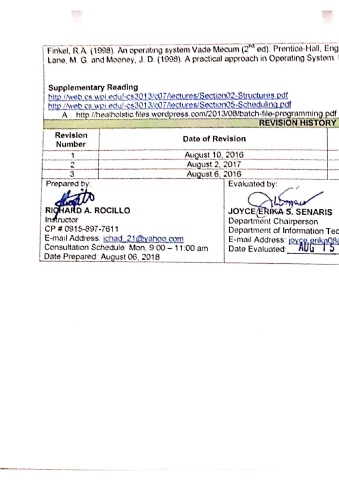 Finkel, R.A. (1998). An operating system Vade Mecum (2nd ed). Prentice-Hall, Eng
Lane, M. G. and Mooney, J. D. (1998). A practical approach in Operating System.
Supplementary Reading
http://web.cs.wpi.edu/~cs3013/c07/lectures/Section02-Structures.pdf
http://web.cs.wpi.edu/~cs3013/c07/lectures/Section05-Scheduling.pdf
A. http://healholistic.files.wordpress.com/2013/08/batch-file-programming.pdf
REVISION HISTORY
Revision Number Date of Revision
1 August 10, 2016
2 August 2, 2017
3 August 6, 2016
Prepared by: Evaluated by:
RICHARD A. ROCILLO JOYCE ERIKA S. SENARIS
Instructor Department Chairperson
CP # 0915-897-7611 Department of Information Tec
E-mail Address: ichad_21@yahoo.com E-mail Address:
Consultation Schedule: Mon, 9:00 – 11:00 am Date Evaluated: AUG 15
Date Prepared: August 06, 2018